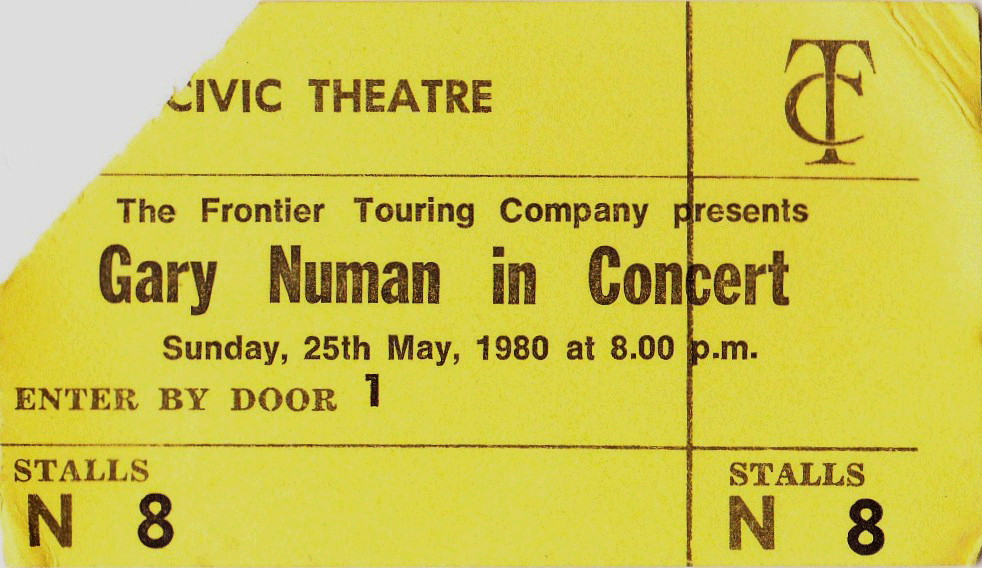 CIVIC THEATRE
TC
The Frontier Touring Company presents
Gary Numan in Concert
Sunday, 25th May, 1980 at 8.00 p.m.
ENTER BY DOOR 1
STALLS
N 8
STALLS
N 8